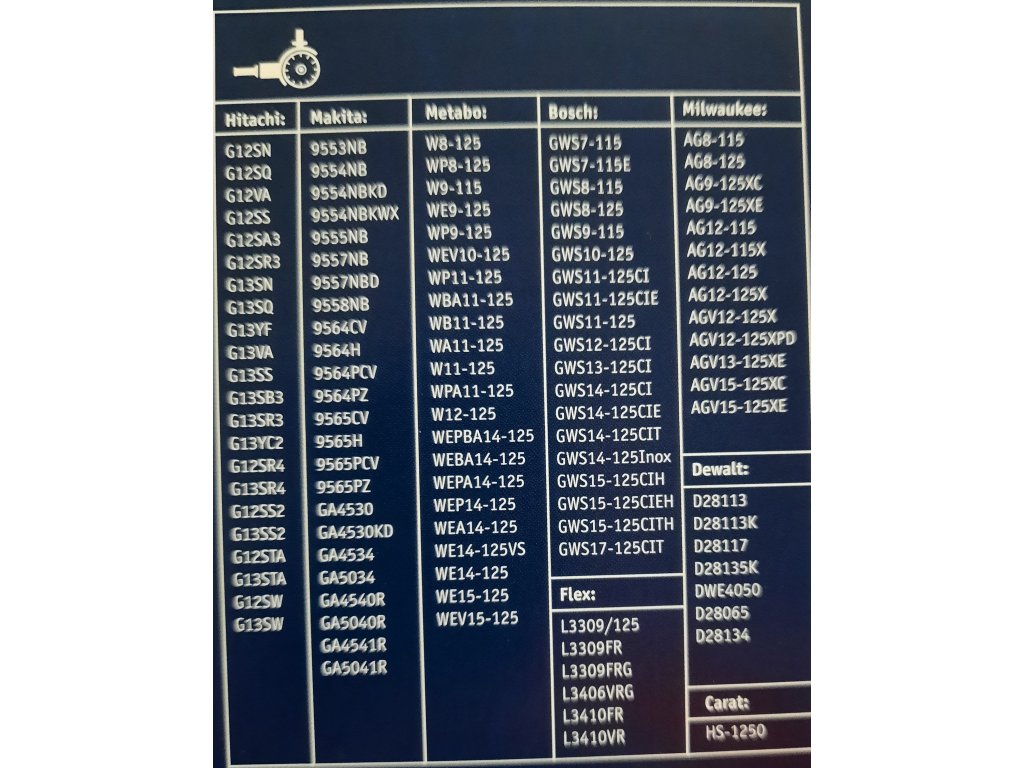 Hitachi:
G12SN
G12SQ
G12VA
G12SS
G12SA3
G12SR3
G13SN
G13SQ
G13YF
G13VA
G13SS
G13SB3
G13SR3
G13YC2
G12SR4
G13SR4
G12SS2
G13SS2
G12STA
G13STA
G12SW
G13SW
Makita:
9553NB
9554NB
9554NBKD
9554NBKWX
9555NB
9557NB
9557NBD
9558NB
9564CV
9564H
9564PCV
9564PZ
9565CV
9565H
9565PCV
9565PZ
GA4530
GA4530KD
GA4534
GA5034
GA4540R
GA5040R
GA4541R
GA5041R
Metabo:
W8-125
WP8-125
W9-115
WE9-125
WP9-125
WEV10-125
WP11-125
WBA11-125
WB11-125
WA11-125
W11-125
WPA11-125
W12-125
WEPBA14-125
WEBA14-125
WEPA14-125
WEP14-125
WEA14-125
WE14-125VS
WE14-125
WE15-125
WEV15-125
Bosch:
GWS7-115
GWS7-115E
GWS8-115
GWS8-125
GWS9-115
GWS10-125
GWS11-125CI
GWS11-125CIE
GWS11-125
GWS12-125CI
GWS13-125CI
GWS14-125CI
GWS14-125CIE
GWS14-125CIT
GWS14-125Inox
GWS15-125CIH
GWS15-125CIEH
GWS15-125CITH
GWS17-125CIT
Flex:
L3309/125
L3309FR
L3309FRG
L3406VRG
L3410FR
L3410VR
Milwaukee:
AG8-115
AG8-125
AG9-125XC
AG9-125XE
AG12-115
AG12-115X
AG12-125
AG12-125X
AGV12-125X
AGV12-125XPD
AGV13-125XE
AGV15-125XC
AGV15-125XE
Dewalt:
D28113
D28113K
D28117
D28135K
DWE4050
D28065
D28134
Carat:
HS-1250